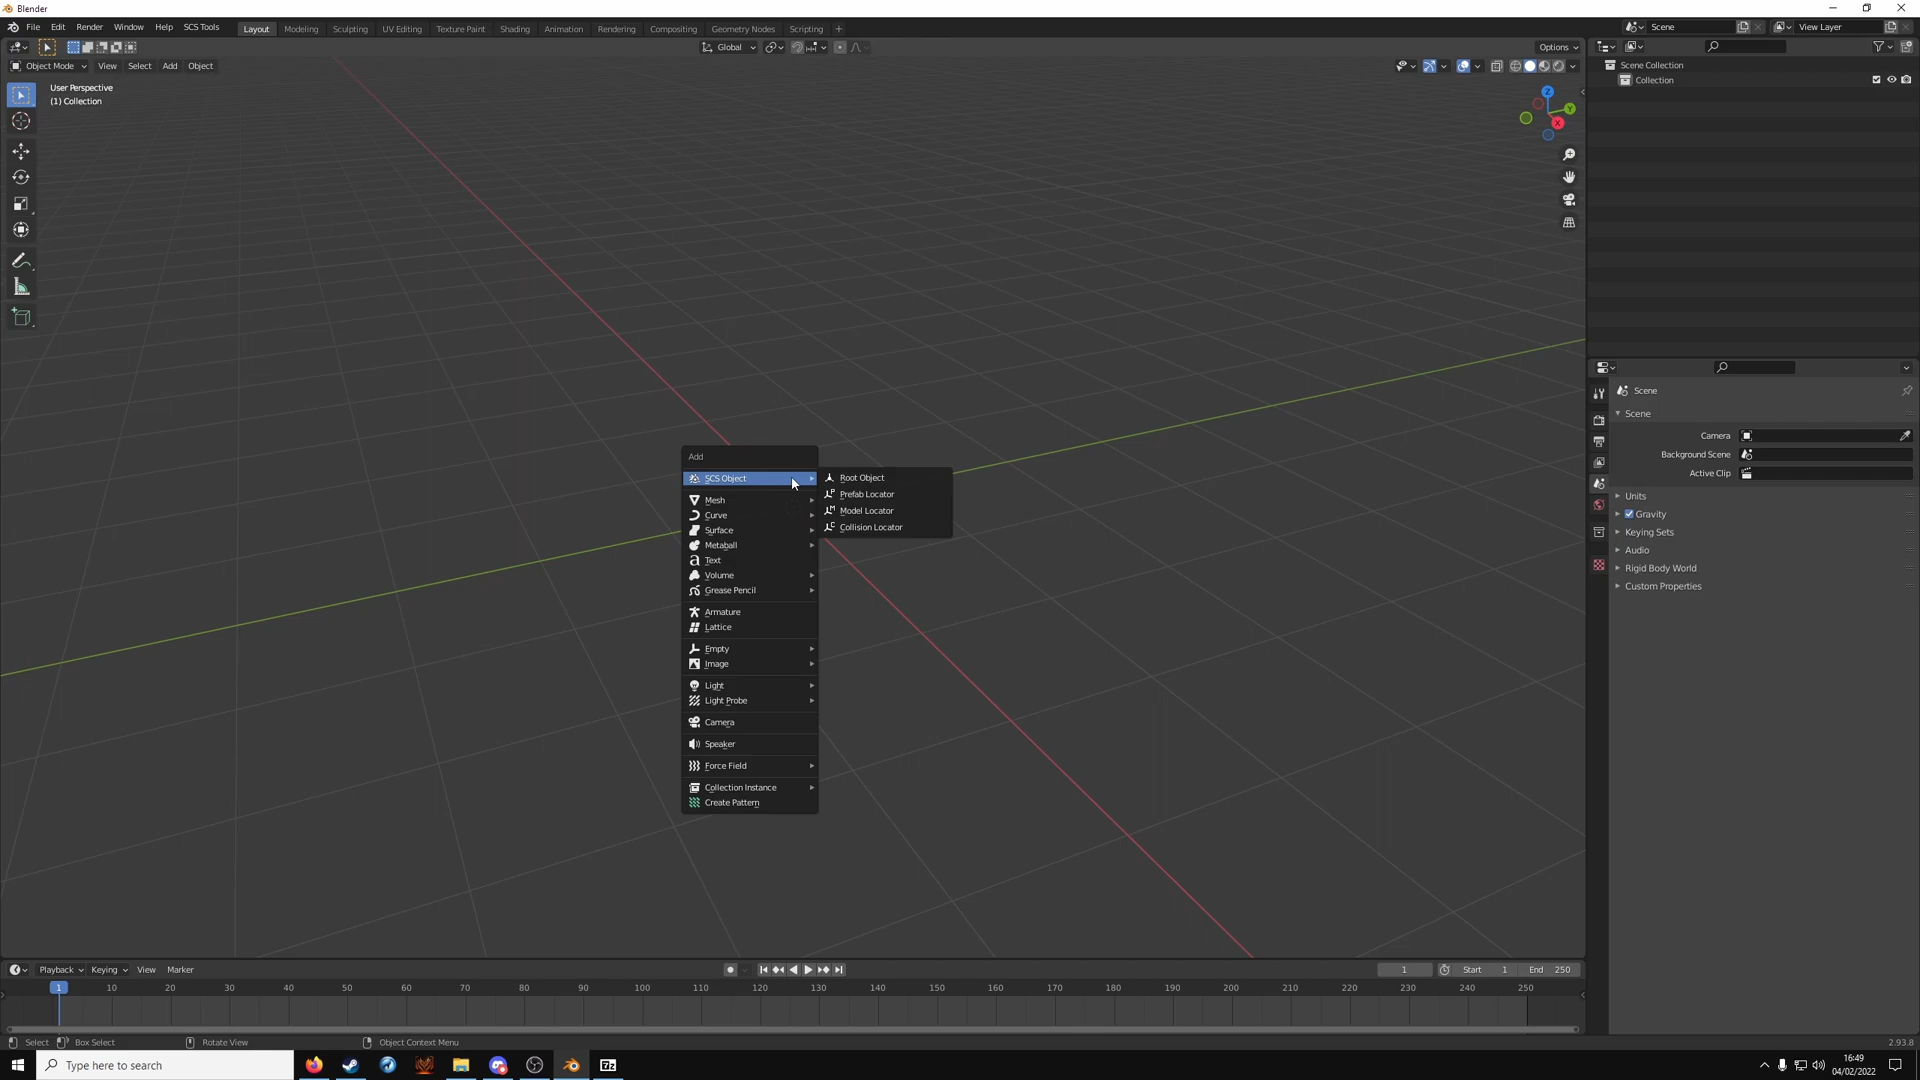 Blender
File Edit Render Window Help SCS Tools Layout Modeling Sculpting UV Editing Texture Paint Shading Animation Rendering Compositing Geometry Nodes Scripting + Scene View Layer
Global Options
Object Mode View Select Add Object
User Perspective
(1) Collection
Z
Y
X
Scene Collection
Collection
Scene
Scene
Camera
Background Scene
Active Clip
Units
Gravity
Keying Sets
Audio
Rigid Body World
Custom Properties
Add
SCS Object
Mesh
Curve
Surface
Metaball
Text
Volume
Grease Pencil
Armature
Lattice
Empty
Image
Light
Light Probe
Camera
Speaker
Force Field
Collection Instance
Create Pattern
Root Object
Prefab Locator
Model Locator
Collision Locator
Playback Keying View Marker 1 Start 1 End 250
1 10 20 30 40 50 60 70 80 90 100 110 120 130 140 150 160 170 180 190 200 210 220 230 240 250
Select Box Select Rotate View Object Context Menu 2.93.8
Type here to search 7z 16:49
04/02/2022